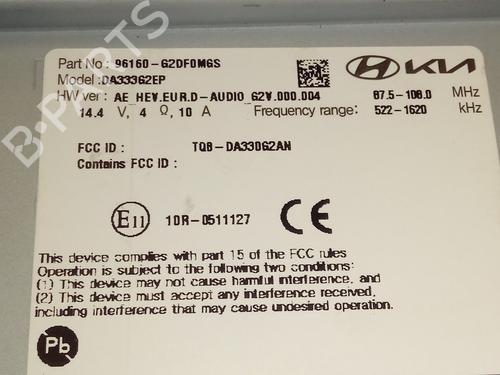 Part No : 96160-G2DF0MGS
Model :DA333G2EP
HW ver : AE_HEV.EUR.D-AUDIO_G2V.000.004
87.5-108.0 MHz
14.4 V, 4 Ω, 10 A Frequency range: 522-1620 kHz
KIA
FCC ID : TQ8-DA330G2AN
Contains FCC ID :
E11 10R-0511127 CE
This device complies with part 15 of the FCC rules
Operation is subject to the following two conditions:
(1) This device may not cause harmful interference, and
(2) This device must accept any interference received,
including interference that may cause undesired operation.
Pb
B-PARTS